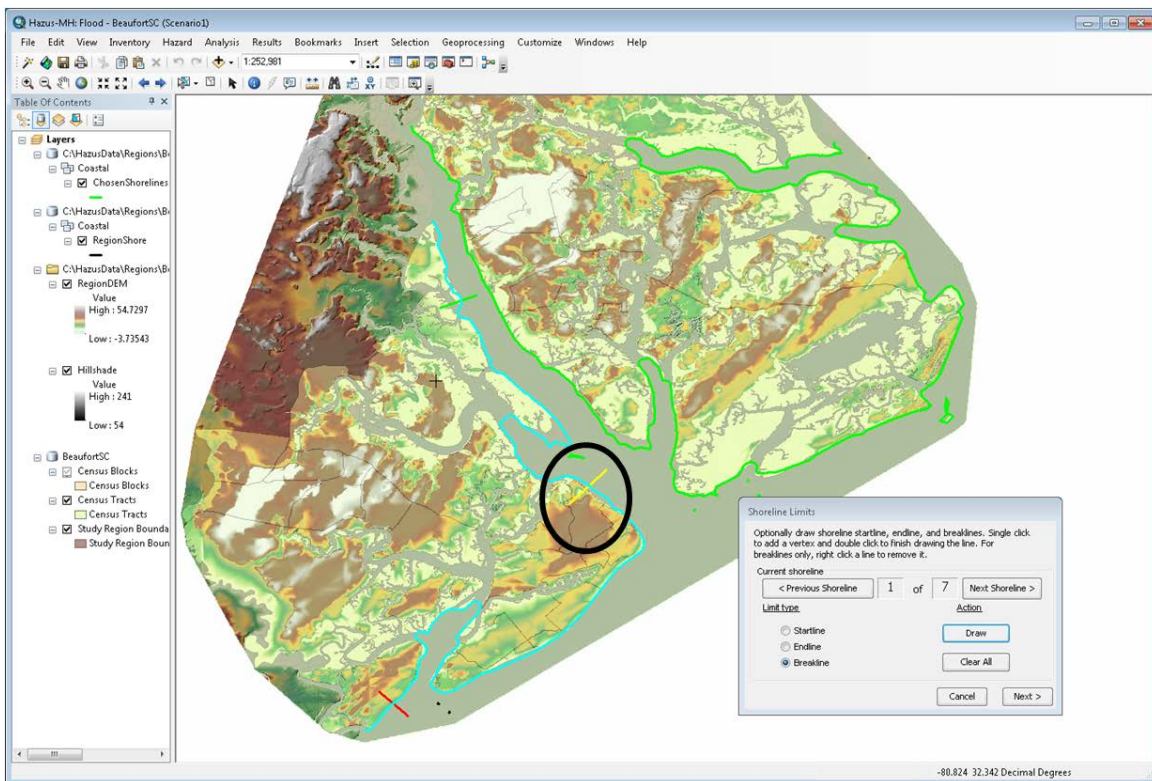 Hazus-MH: Flood - BeaufortSC (Scenario1)
File Edit View Inventory Hazard Analysis Results Bookmarks Insert Selection Geoprocessing Customize Windows Help
1:252,981
Table Of Contents
Layers
C:\HazusData\Regions\B
Coastal
ChosenShorelines
C:\HazusData\Regions\B
Coastal
RegionShore
C:\HazusData\Regions\B
RegionDEM
Value
High : 54.7297
Low : -3.73543
Hillshade
Value
High : 241
Low : 54
BeaufortSC
Census Blocks
Census Blocks
Census Tracts
Census Tracts
Study Region Bounda
Study Region Boun
Shoreline Limits
Optionally draw shoreline startline, endline, and breaklines. Single click
to add a vertex and double click to finish drawing the line. For
breaklines only, right click a line to remove it.
Current shoreline
< Previous Shoreline 1 of 7 Next Shoreline >
Limit type Action
Startline
Draw
Endline
Breakline
Clear All
Cancel Next >
-80.824 32.342 Decimal Degrees